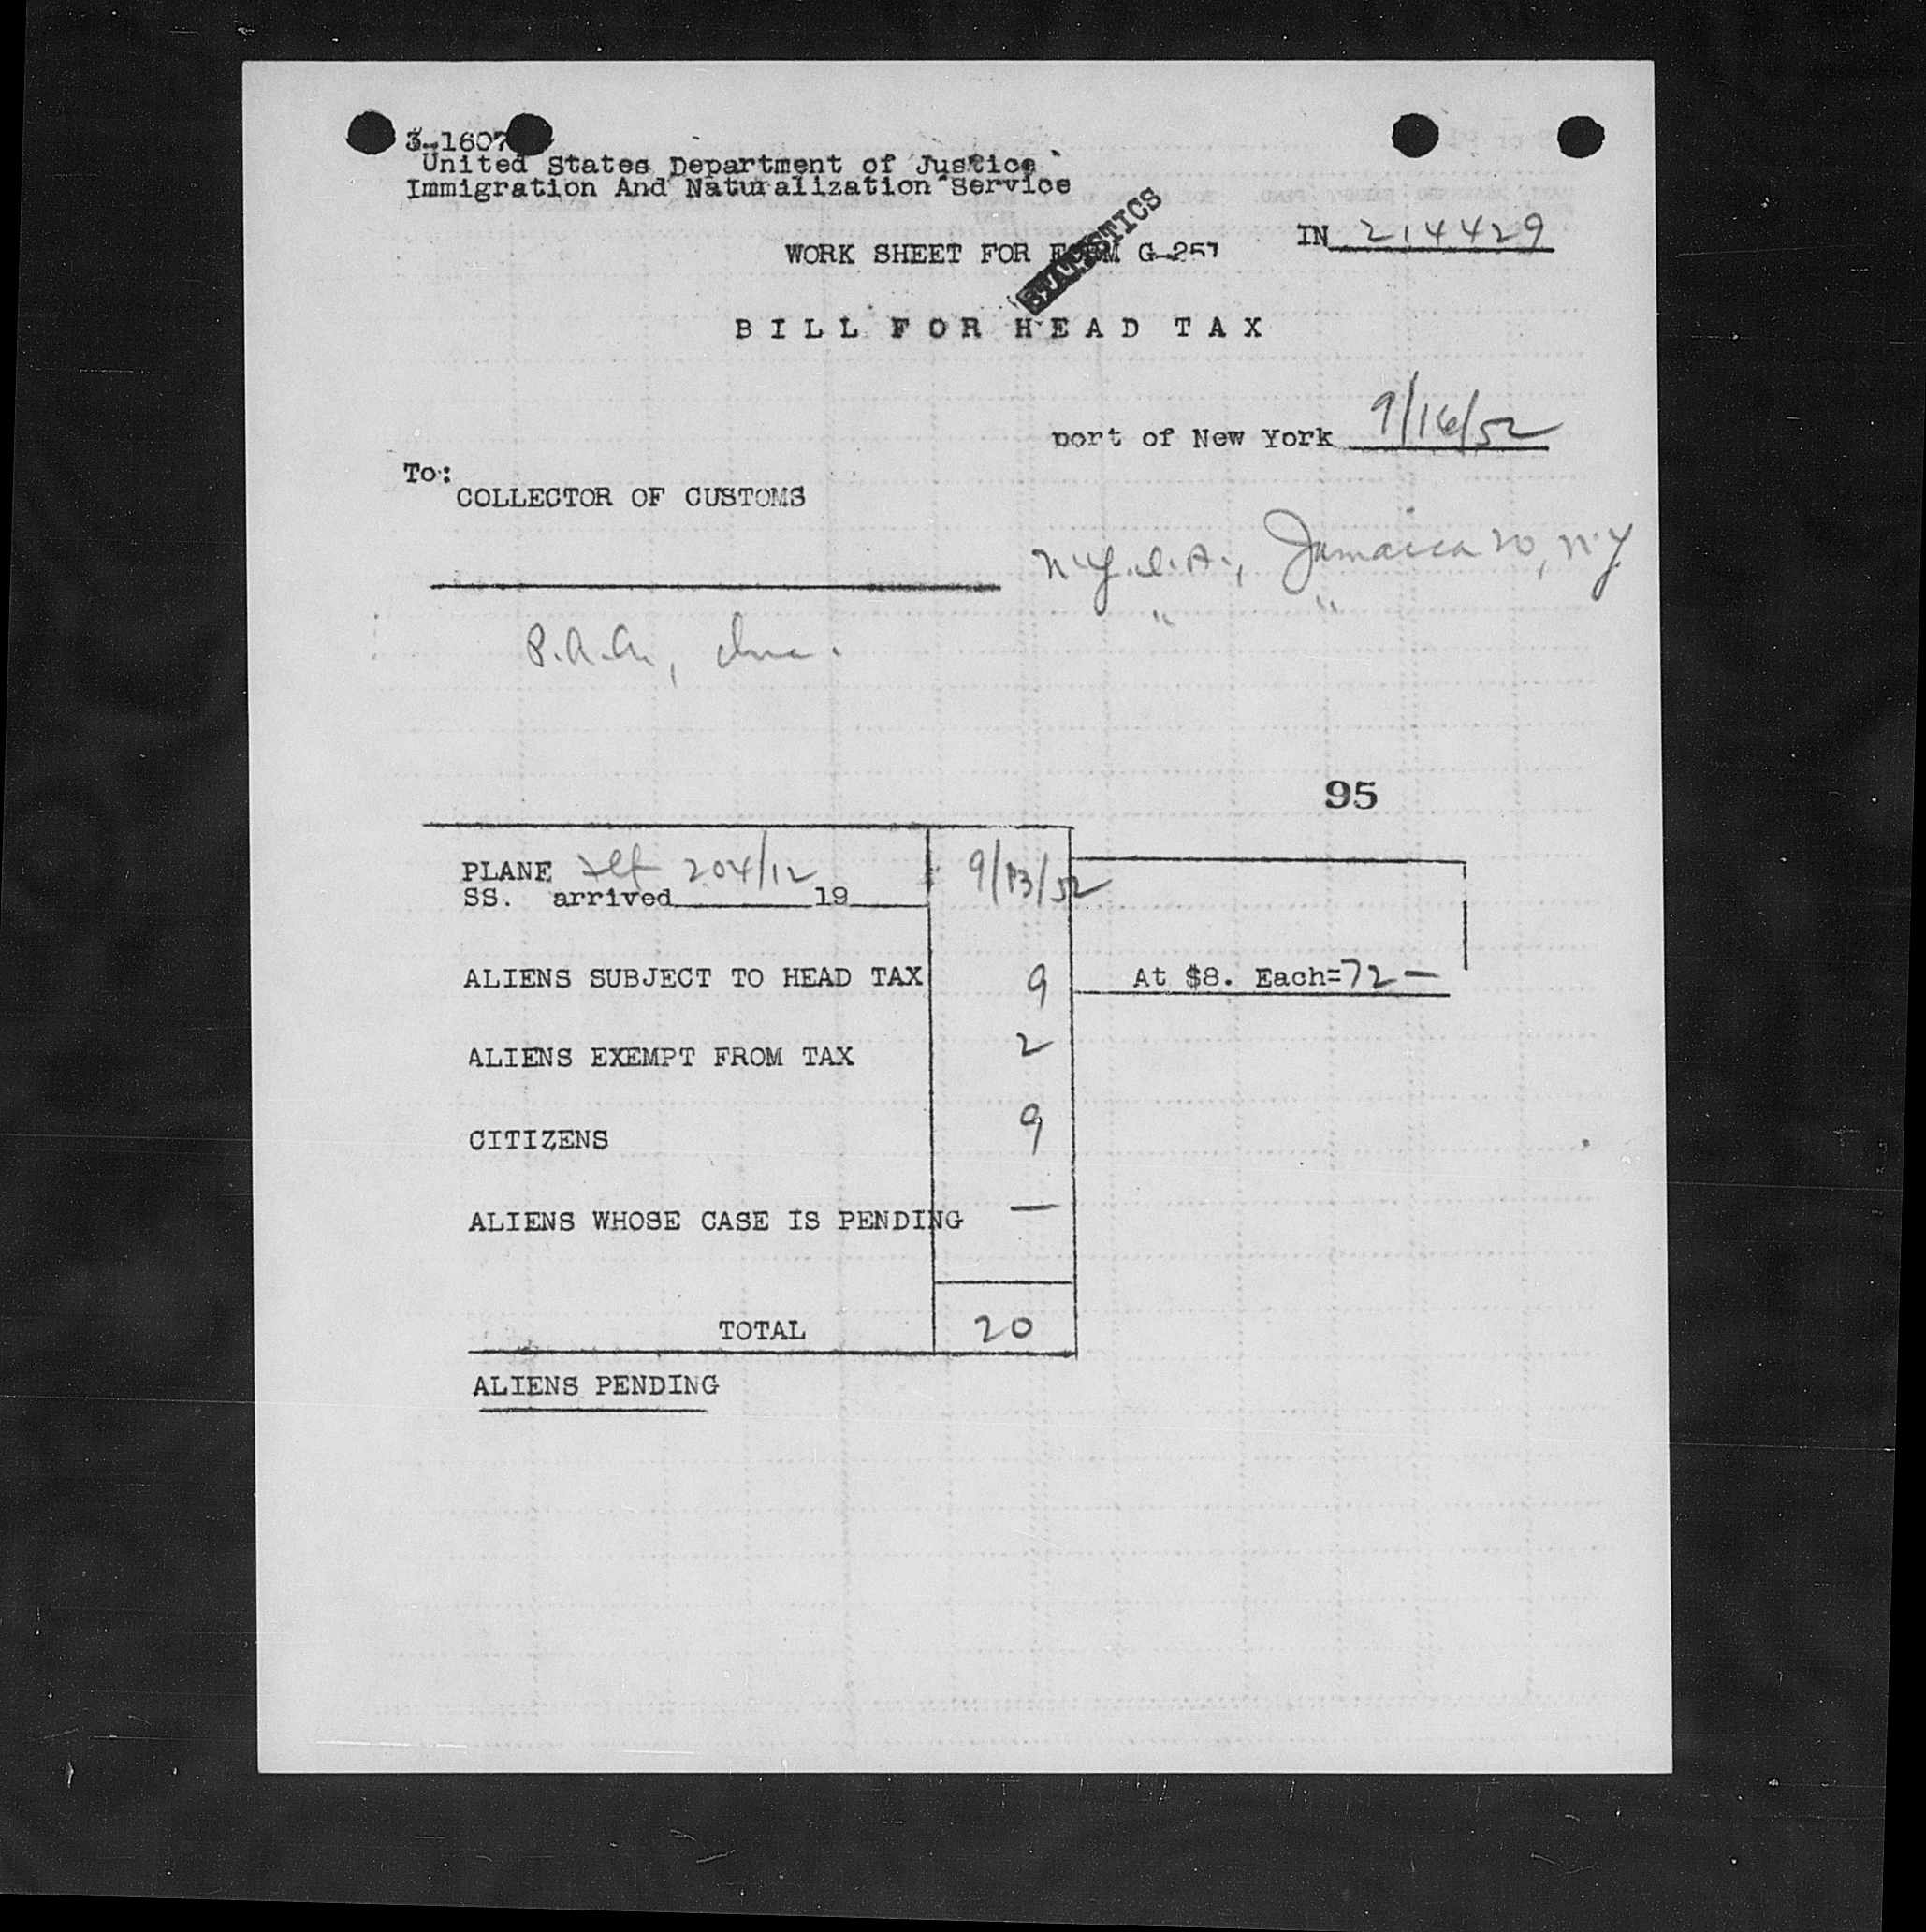 3-1607
United States Department of Justice
Immigration And Naturalization Service
STATISTICS
WORK SHEET FOR FORM G-257
IN 214429
BILL FOR HEAD TAX
port of New York 9/16/52
To:
COLLECTOR OF CUSTOMS
N.Y.I.A., Jamaica 20, N.Y.
" "
P.A.A., Inc.
95
PLANE flt 204/12 9/13/52
SS. arrived 19
ALIENS SUBJECT TO HEAD TAX 9 At $8. Each=72 —
ALIENS EXEMPT FROM TAX 2
CITIZENS 9
ALIENS WHOSE CASE IS PENDING —
TOTAL 20
ALIENS PENDING